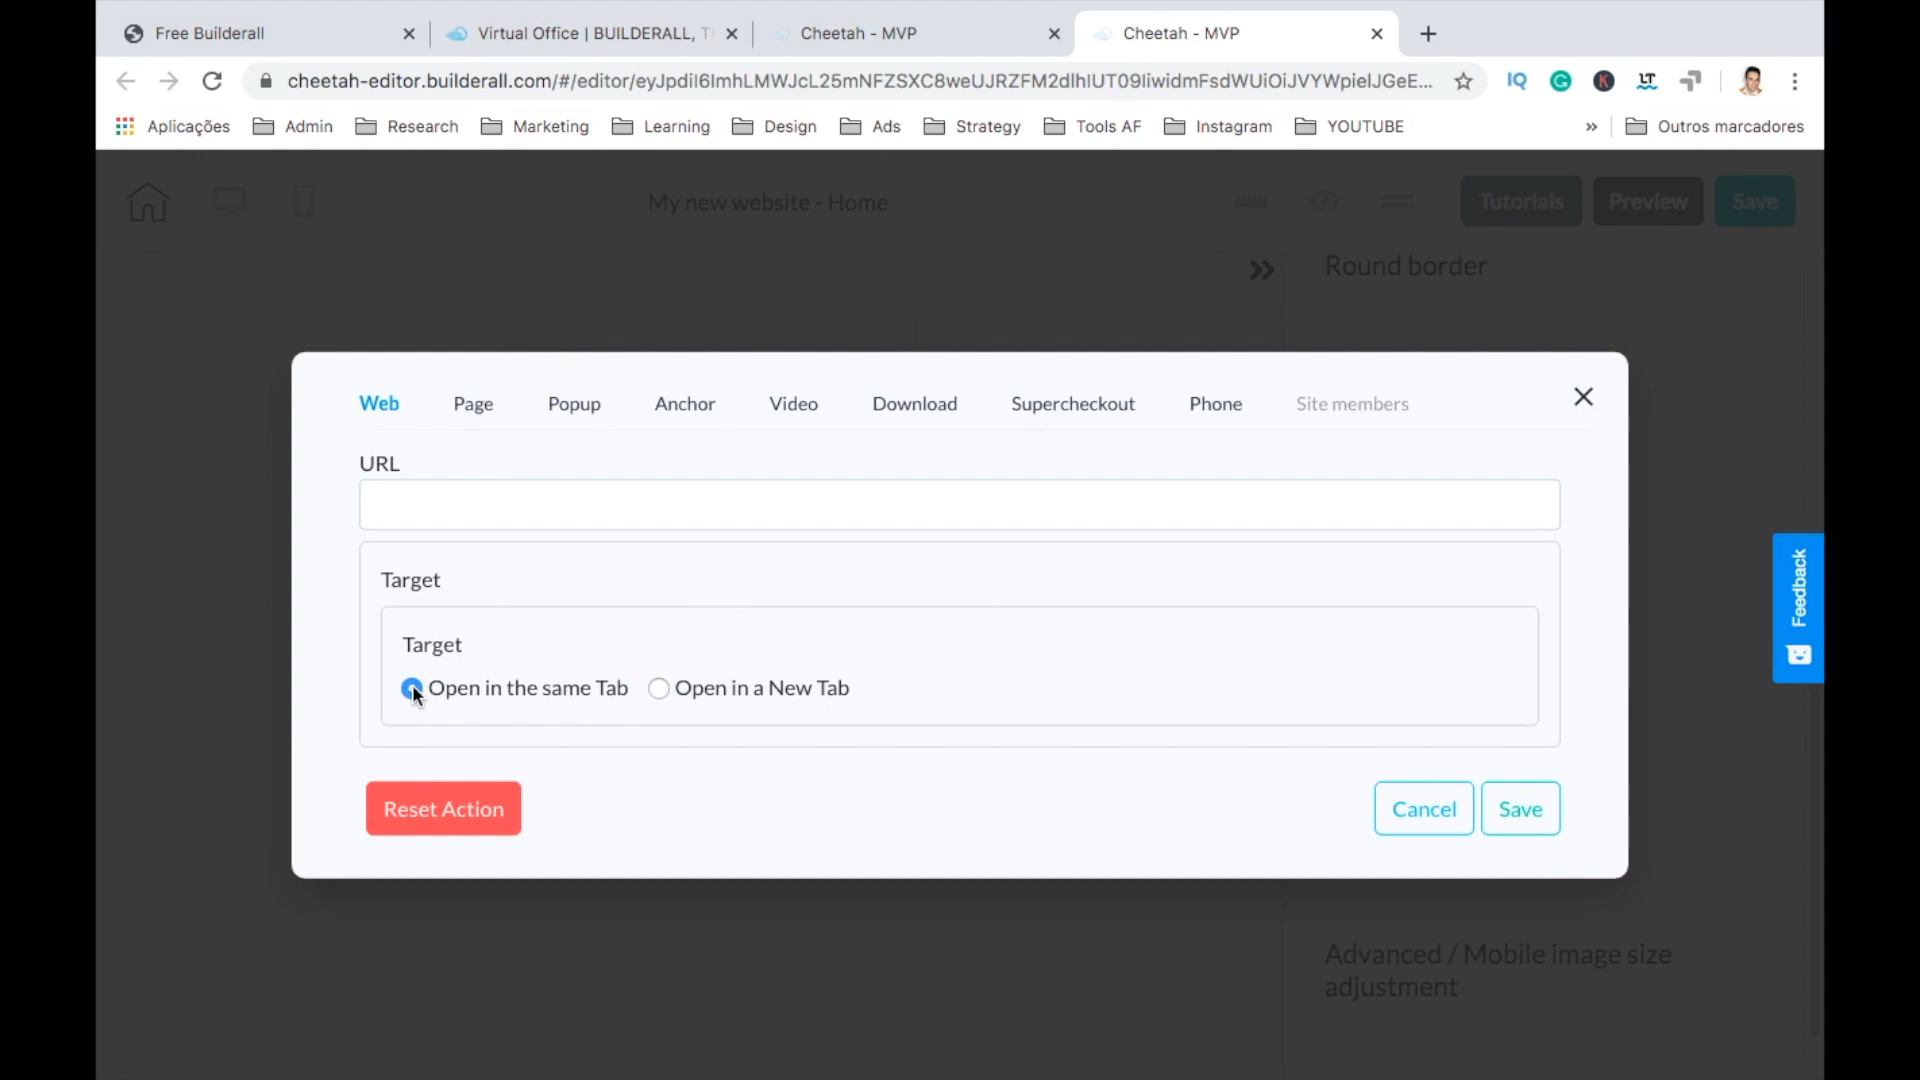 Free Builderall
Virtual Office | BUILDERALL, T
Cheetah - MVP
Cheetah - MVP
cheetah-editor.builderall.com/#/editor/
Aplicações
Admin
Research
Marketing
Learning
Design
Ads
Strategy
Tools AF
Instagram
YOUTUBE
»
Outros marcadores
My new website - Home
Tutorials
Preview
Save
Round border
Web
Page
Popup
Anchor
Video
Download
Supercheckout
Phone
Site members
URL
Target
Target
Open in the same Tab
Open in a New Tab
Reset Action
Cancel
Save
Feedback
Advanced / Mobile image size
adjustment